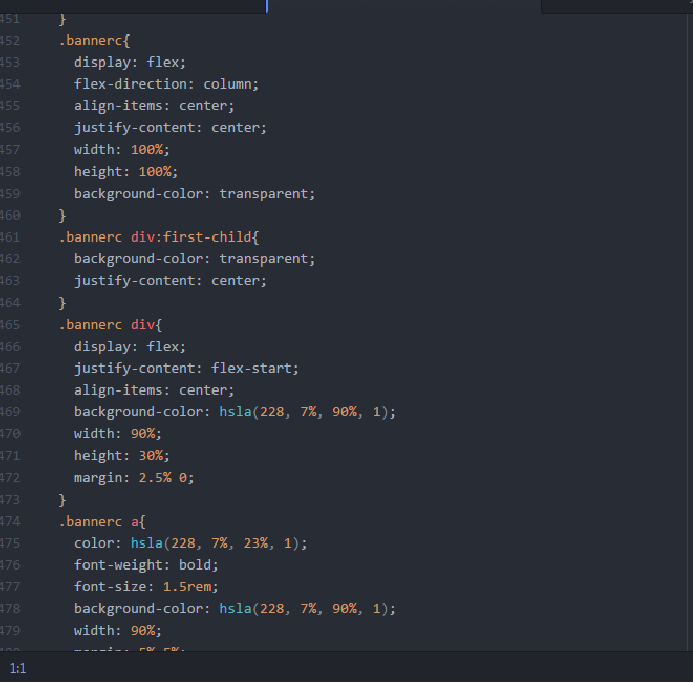 451 }
452 .bannerc{
453 display: flex;
454 flex-direction: column;
455 align-items: center;
456 justify-content: center;
457 width: 100%;
458 height: 100%;
459 background-color: transparent;
460 }
461 .bannerc div:first-child{
462 background-color: transparent;
463 justify-content: center;
464 }
465 .bannerc div{
466 display: flex;
467 justify-content: flex-start;
468 align-items: center;
469 background-color: hsla(228, 7%, 90%, 1);
470 width: 90%;
471 height: 30%;
472 margin: 2.5% 0;
473 }
474 .bannerc a{
475 color: hsla(228, 7%, 23%, 1);
476 font-weight: bold;
477 font-size: 1.5rem;
478 background-color: hsla(228, 7%, 90%, 1);
479 width: 90%;
margin: 5% 5%;
1:1